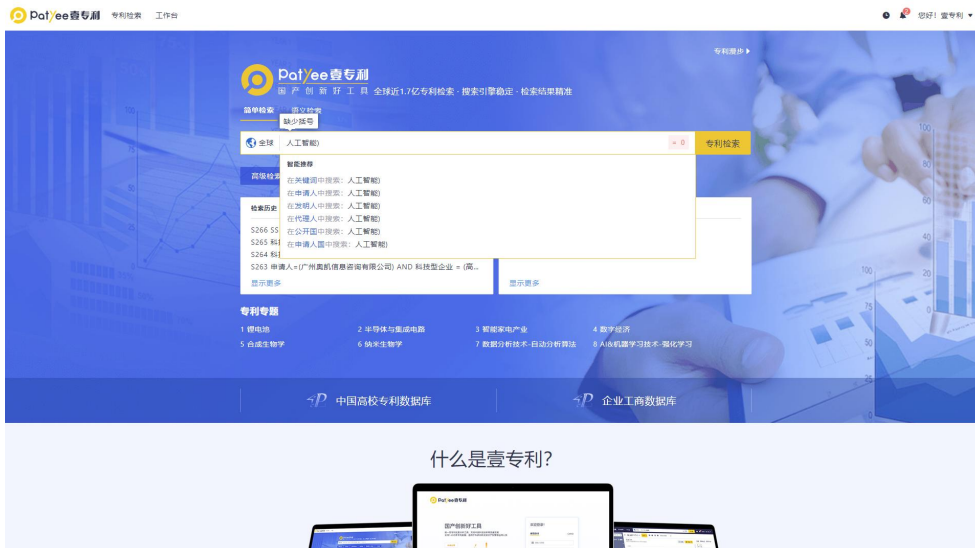 Patyee壹专利 专利检索 工作台 2 您好！壹专利
专利漫步
Patyee壹专利
国产创新好工具 全球近1.7亿专利检索·搜索引擎稳定·检索结果精准
简单检索 语义检索
缺少括号
全球 人工智能) = 0 专利检索
智能推荐
高级检索
在关键词中搜索：人工智能)
在申请人中搜索：人工智能)
在发明人中搜索：人工智能)
在代理人中搜索：人工智能)
在公开国中搜索：人工智能)
在申请人国中搜索：人工智能)
检索历史
S266 SS
S265 科
S264 科
S263 申请人=(广州奥凯信息咨询有限公司) AND 科技型企业 = (高...
显示更多 显示更多
专利专题
1 锂电池 2 半导体与集成电路 3 智能家电产业 4 数字经济
5 合成生物学 6 纳米生物学 7 数据分析技术-自动分析算法 8 AI&机器学习技术-强化学习
中国高校专利数据库 企业工商数据库
什么是壹专利？
Patyee壹专利
国产创新好工具